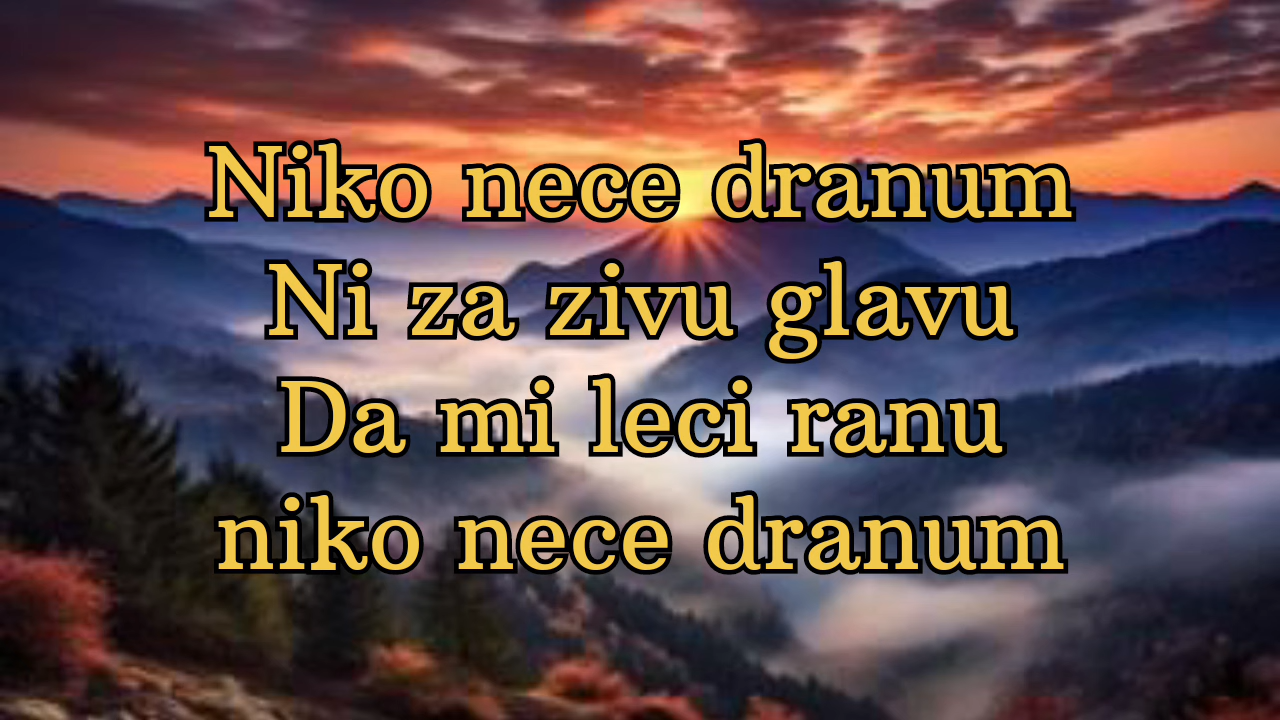 Niko nece dranum
Ni za zivu glavu
Da mi leci ranu
niko nece dranum